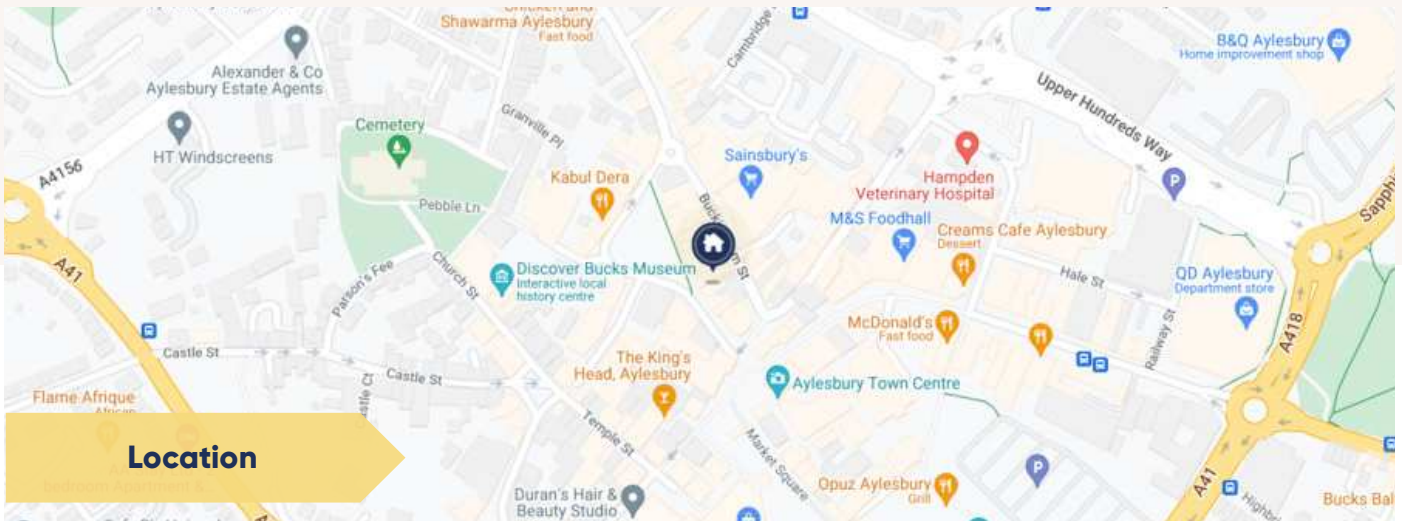 Shawarma Aylesbury
Fast food
Cambridge
B&Q Aylesbury
Home improvement shop
Alexander & Co
Aylesbury Estate Agents
Upper Hundreds Way
Granville Pl
Cemetery
HT Windscreens
Sainsbury's
Hampden
Veterinary Hospital
P
A4156
Kabul Dera
Pebble Ln
M&S Foodhall
Creams Cafe Aylesbury
Dessert
A41
Parson's Fee
Church St
Discover Bucks Museum
Interactive local
history centre
Hale St
QD Aylesbury
Department store
McDonald's
Fast food
Railway St
A418
Castle St
Castle St
The King's
Head, Aylesbury
Aylesbury Town Centre
Flame Afrique
Temple St
Market Square
Location
P
Opuz Aylesbury
Grill
A41
Duran's Hair &
Beauty Studio